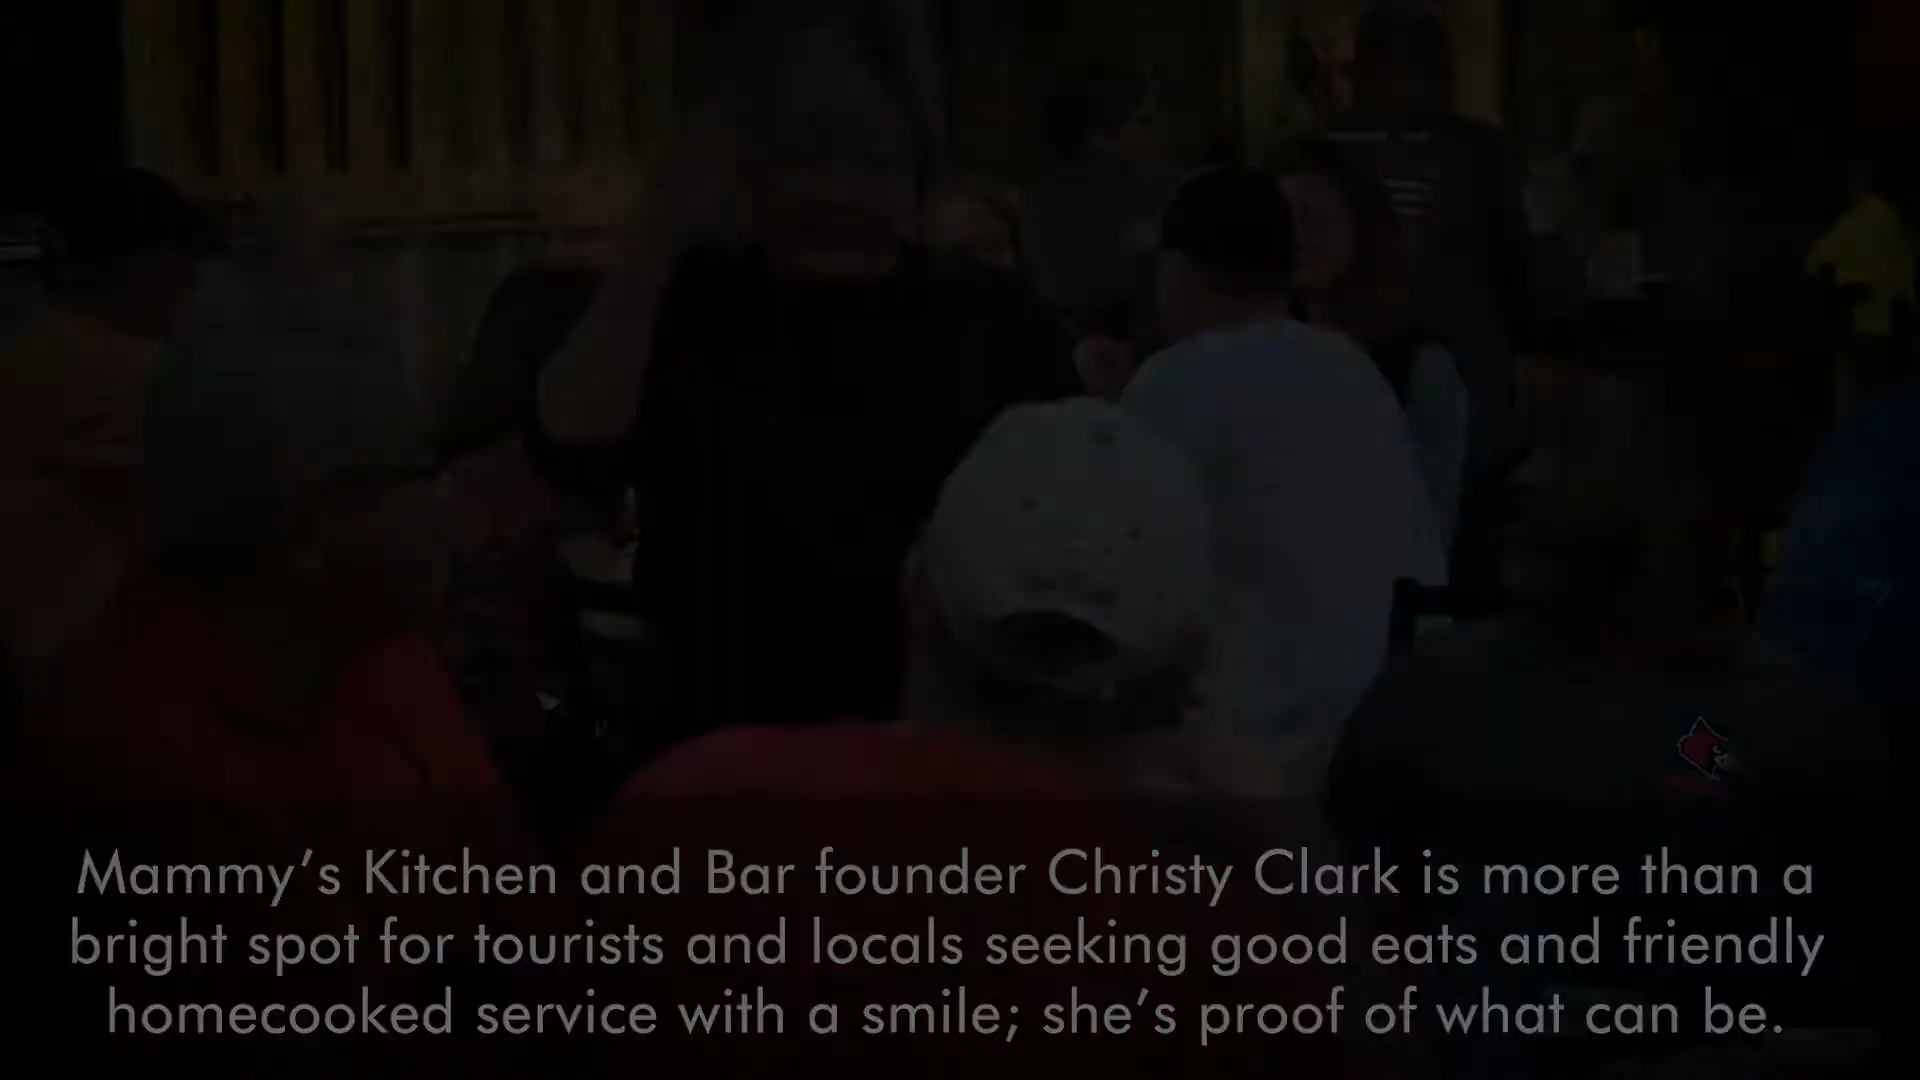 Mammy’s Kitchen and Bar founder Christy Clark is more than a
bright spot for tourists and locals seeking good eats and friendly
homecooked service with a smile; she’s proof of what can be.